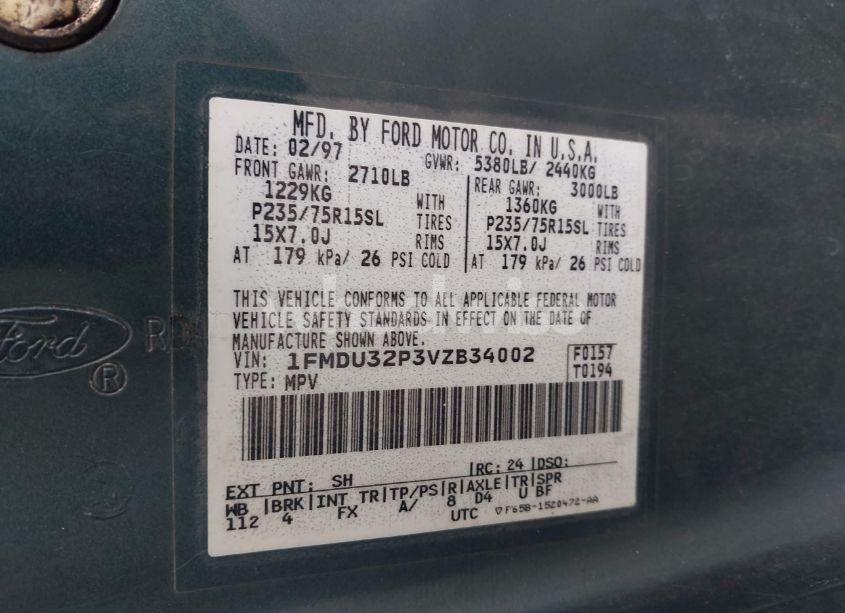 MFD. BY FORD MOTOR CO. IN U.S.A.
DATE: 02/97 GVWR: 5380LB/ 2440KG
FRONT GAWR: 2710LB REAR GAWR: 3000LB
1229KG WITH 1360KG WITH
P235/75R15SL TIRES P235/75R15SL TIRES
15X7.0J RIMS 15X7.0J RIMS
AT 179 kPa/ 26 PSI COLD AT 179 kPa/ 26 PSI COLD
THIS VEHICLE CONFORMS TO ALL APPLICABLE FEDERAL MOTOR
VEHICLE SAFETY STANDARDS IN EFFECT ON THE DATE OF
MANUFACTURE SHOWN ABOVE.
VIN: 1FMDU32P3VZB34002 F0157
TYPE: MPV T0194
EXT PNT: SH RC: 24 DSO:
WB BRK INT TR TP/PS R AXLE TR SPR
112 4 FX A/ 8 D4 U BF
UTC ▽F65B-1520472-AA
Ford
®